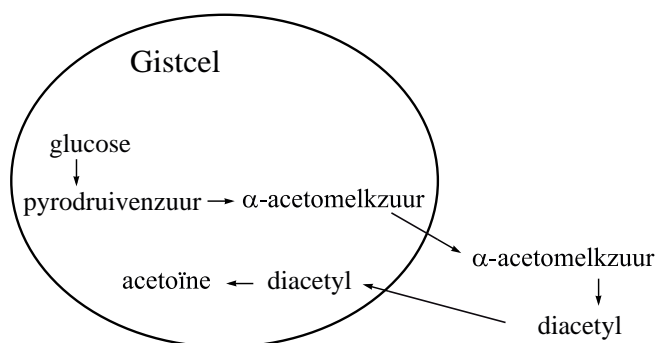 Gistcel
glucose
pyrodruivenzuur
α-acetomelkzuur
α-acetomelkzuur
acetoïne
diacetyl
diacetyl